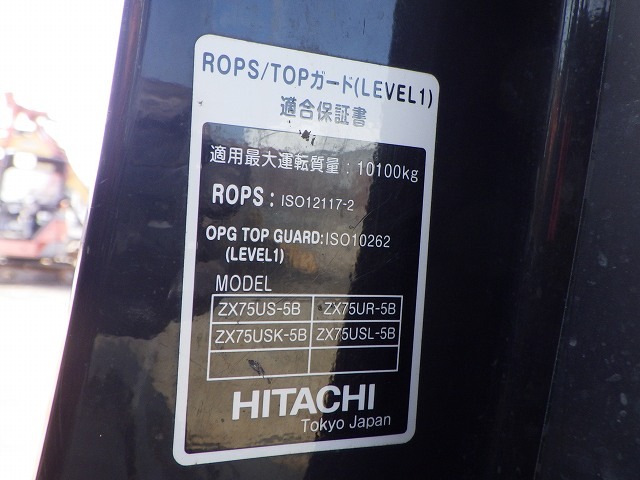 ROPS/TOPガード(LEVEL1)
適合保証書
適用最大運転質量：10100kg
ROPS：ISO12117-2
OPG TOP GUARD:ISO10262
(LEVEL1)
MODEL
ZX75US-5B ZX75UR-5B
ZX75USK-5B ZX75USL-5B
HITACHI
Tokyo Japan